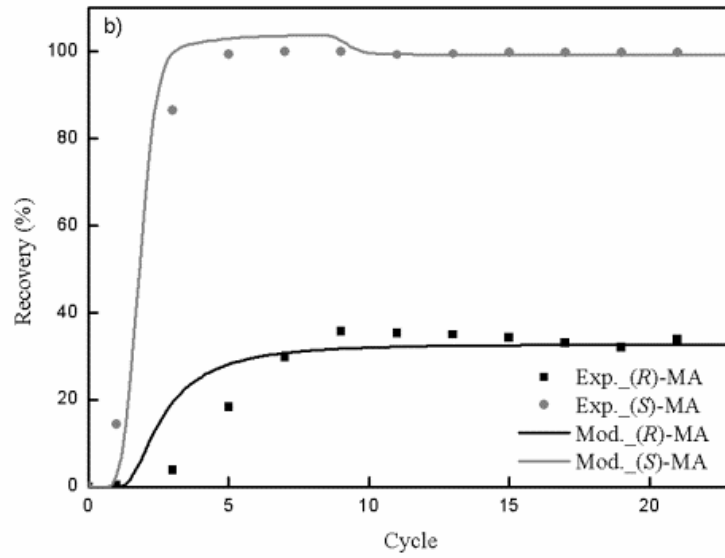 b)
100
80
60
40
20
0
Recovery (%)
Exp._(R)-MA
Exp._(S)-MA
Mod._(R)-MA
Mod._(S)-MA
0 5 10 15 20
Cycle